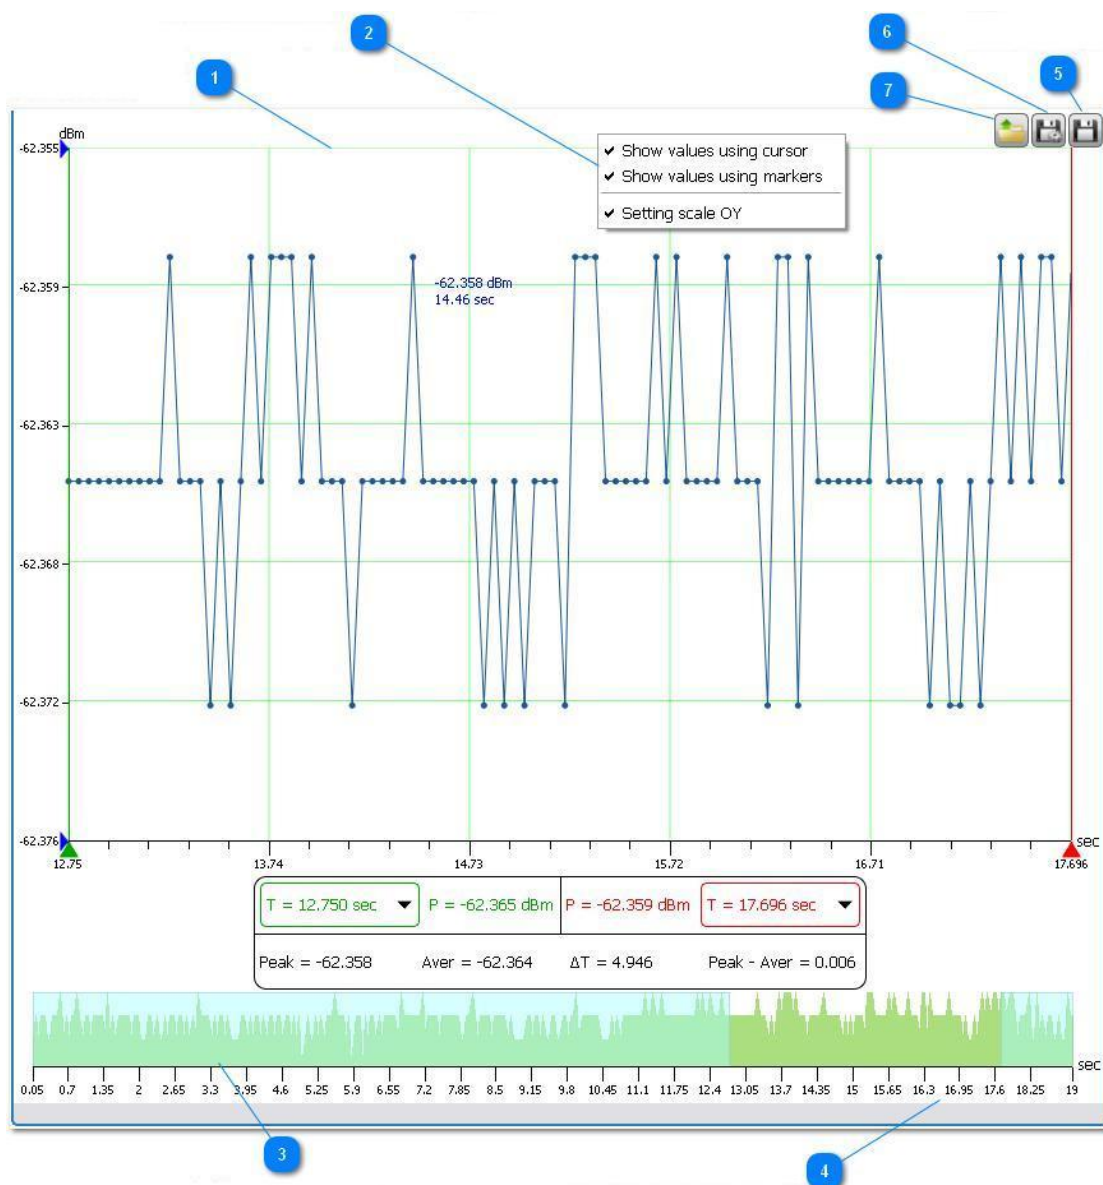 2
6
1
5
7
dBm
-62.355
✔ Show values using cursor
✔ Show values using markers
✔ Setting scale OY
-62.359
-62.358 dBm
14.46 sec
-62.363
-62.368
-62.372
-62.376
sec
12.75 13.74 14.73 15.72 16.71 17.696
T = 12.750 sec P = -62.365 dBm P = -62.359 dBm T = 17.696 sec
Peak = -62.358 Aver = -62.364 ΔT = 4.946 Peak - Aver = 0.006
sec
0.05 0.7 1.35 2 2.65 3.3 3.95 4.6 5.25 5.9 6.55 7.2 7.85 8.5 9.15 9.8 10.45 11.1 11.75 12.4 13.05 13.7 14.35 15 15.65 16.3 16.95 17.6 18.25 19
3
4